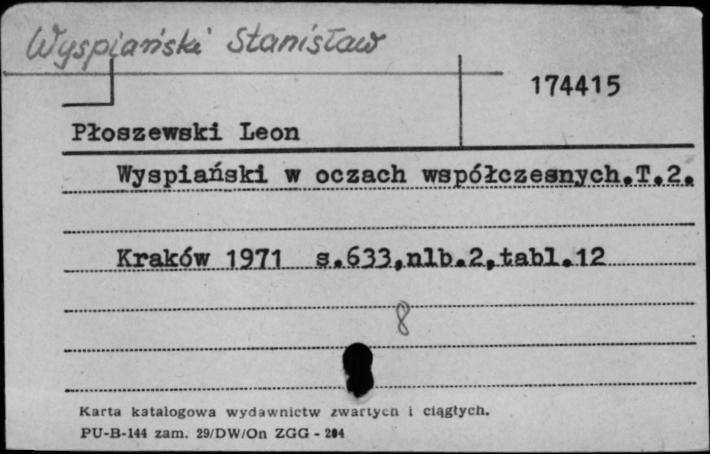 Wyspiański Stanisław
174415
Płoszewski Leon
Wyspiański w oczach współczesnych.T.2.
Kraków 1971 s.633,nlb.2,tabl.12
8
Karta katalogowa wydawnictw zwartych i ciągłych.
PU-B-144 zam. 29/DW/On ZGG - 204